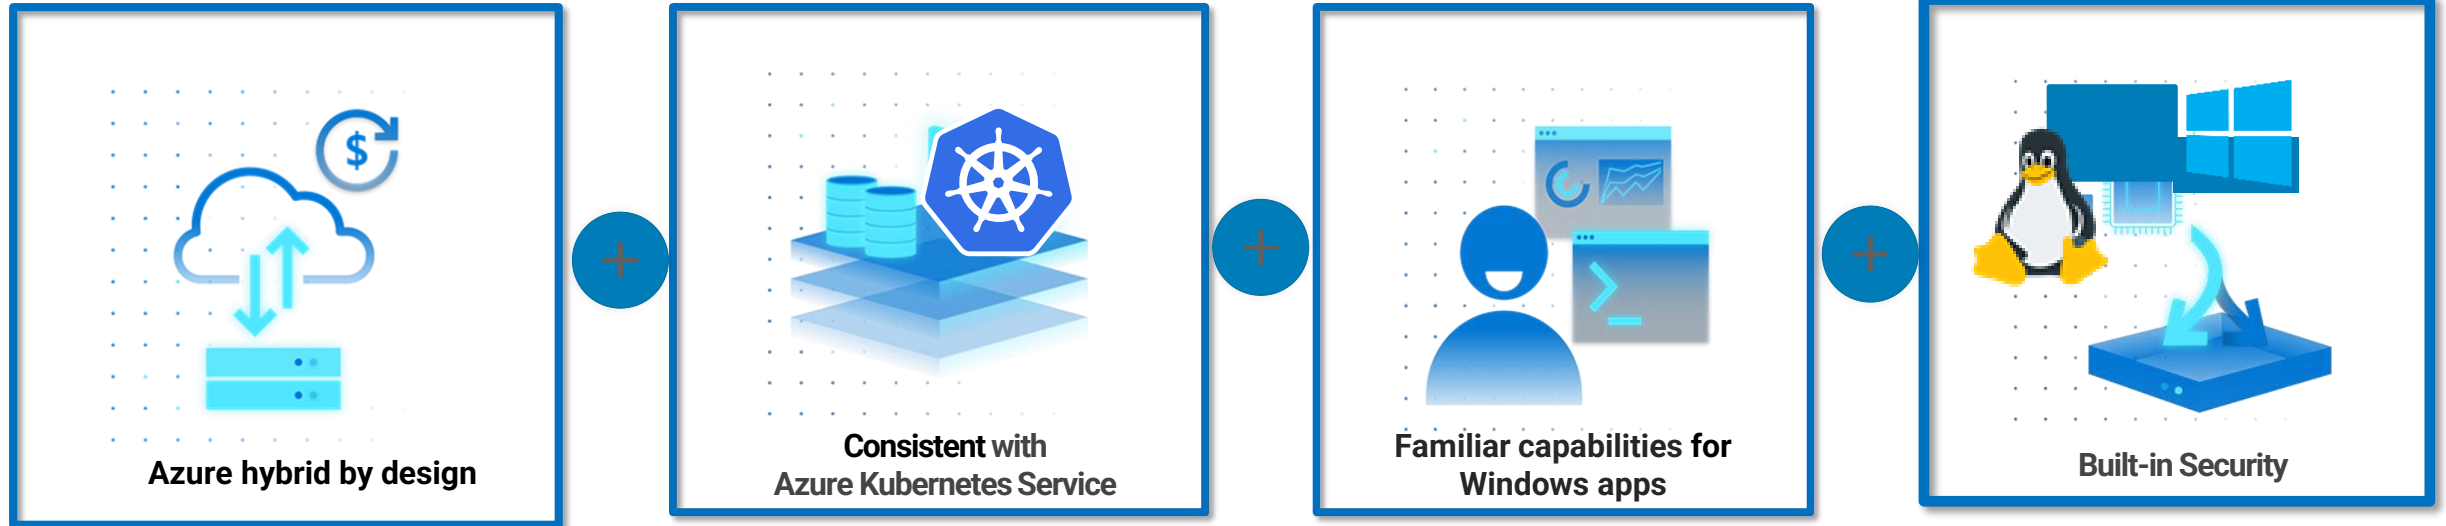 $
Azure hybrid by design
+
Consistent with
Azure Kubernetes Service
+
Familiar capabilities for
Windows apps
+
Built-in Security